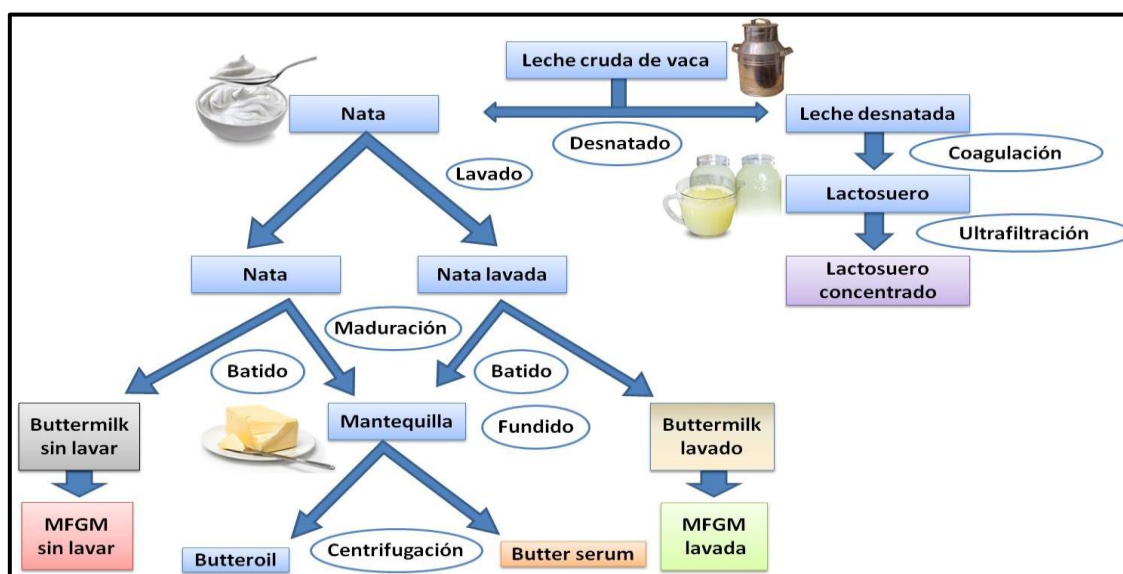 Leche cruda de vaca
Nata
Desnatado
Leche desnatada
Lavado
Coagulación
Lactosuero
Ultrafiltración
Nata
Nata lavada
Lactosuero
concentrado
Maduración
Batido
Batido
Buttermilk
sin lavar
Mantequilla
Fundido
Buttermilk
lavado
MFGM
sin lavar
MFGM
lavada
Butteroil
Centrifugación
Butter serum